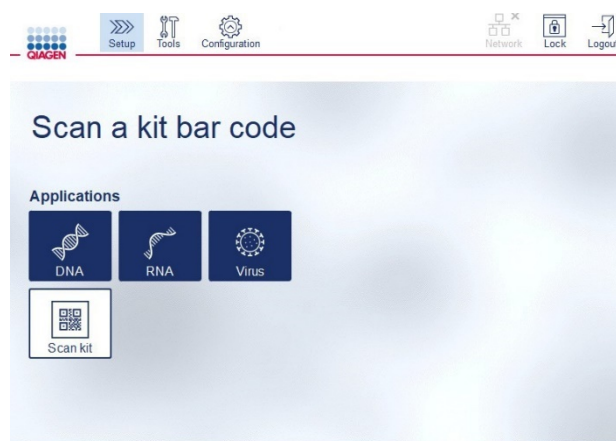 QIAGEN
Setup
Tools
Configuration
Network
Lock
Logout
Scan a kit bar code
Applications
DNA
RNA
Virus
Scan kit